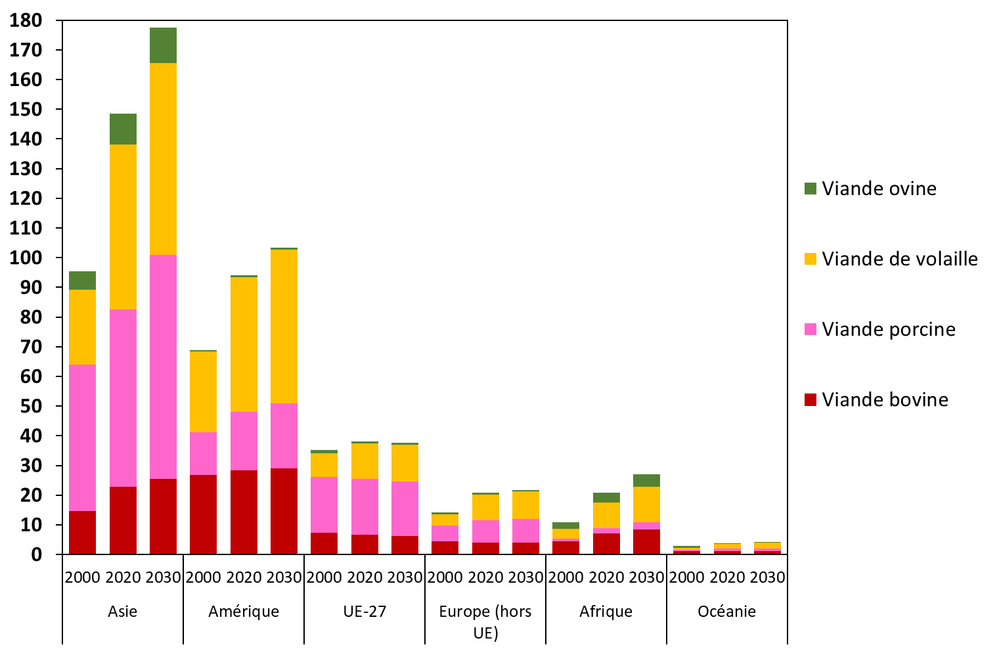 180
170
160
150
140
130
120
110
100
90
80
70
60
50
40
30
20
10
0
2000 2020 2030 2000 2020 2030 2000 2020 2030 2000 2020 2030 2000 2020 2030 2000 2020 2030
Asie Amérique UE-27 Europe (hors Afrique Océanie
UE)
Viande ovine
Viande de volaille
Viande porcine
Viande bovine